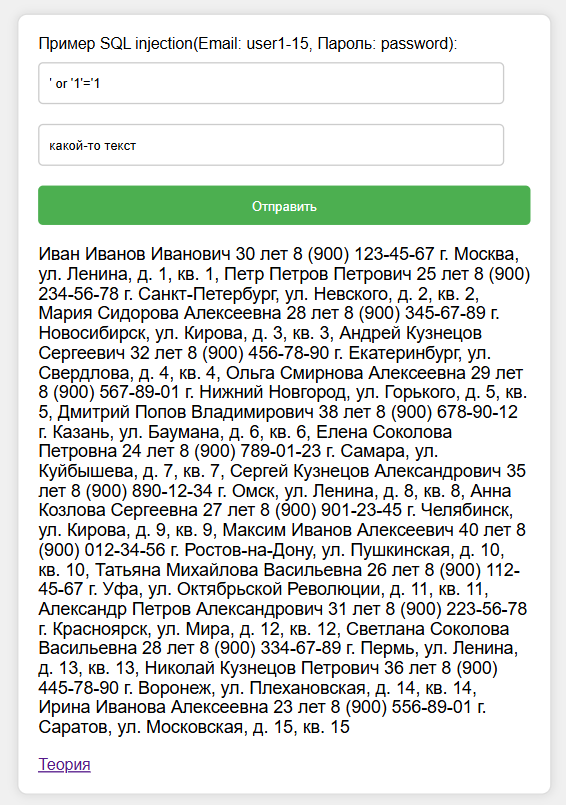 Пример SQL injection(Email: user1-15, Пароль: password):
' or '1'='1
какой-то текст
Отправить
Иван Иванов Иванович 30 лет 8 (900) 123-45-67 г. Москва,
ул. Ленина, д. 1, кв. 1, Петр Петров Петрович 25 лет 8 (900)
234-56-78 г. Санкт-Петербург, ул. Невского, д. 2, кв. 2,
Мария Сидорова Алексеевна 28 лет 8 (900) 345-67-89 г.
Новосибирск, ул. Кирова, д. 3, кв. 3, Андрей Кузнецов
Сергеевич 32 лет 8 (900) 456-78-90 г. Екатеринбург, ул.
Свердлова, д. 4, кв. 4, Ольга Смирнова Алексеевна 29 лет
8 (900) 567-89-01 г. Нижний Новгород, ул. Горького, д. 5, кв.
5, Дмитрий Попов Владимирович 38 лет 8 (900) 678-90-12
г. Казань, ул. Баумана, д. 6, кв. 6, Елена Соколова
Петровна 24 лет 8 (900) 789-01-23 г. Самара, ул.
Куйбышева, д. 7, кв. 7, Сергей Кузнецов Александрович 35
лет 8 (900) 890-12-34 г. Омск, ул. Ленина, д. 8, кв. 8, Анна
Козлова Сергеевна 27 лет 8 (900) 901-23-45 г. Челябинск,
ул. Кирова, д. 9, кв. 9, Максим Иванов Алексеевич 40 лет 8
(900) 012-34-56 г. Ростов-на-Дону, ул. Пушкинская, д. 10,
кв. 10, Татьяна Михайлова Васильевна 26 лет 8 (900) 112-
45-67 г. Уфа, ул. Октябрьской Революции, д. 11, кв. 11,
Александр Петров Александрович 31 лет 8 (900) 223-56-78
г. Красноярск, ул. Мира, д. 12, кв. 12, Светлана Соколова
Васильевна 28 лет 8 (900) 334-67-89 г. Пермь, ул. Ленина,
д. 13, кв. 13, Николай Кузнецов Петрович 36 лет 8 (900)
445-78-90 г. Воронеж, ул. Плехановская, д. 14, кв. 14,
Ирина Иванова Алексеевна 23 лет 8 (900) 556-89-01 г.
Саратов, ул. Московская, д. 15, кв. 15
Теория